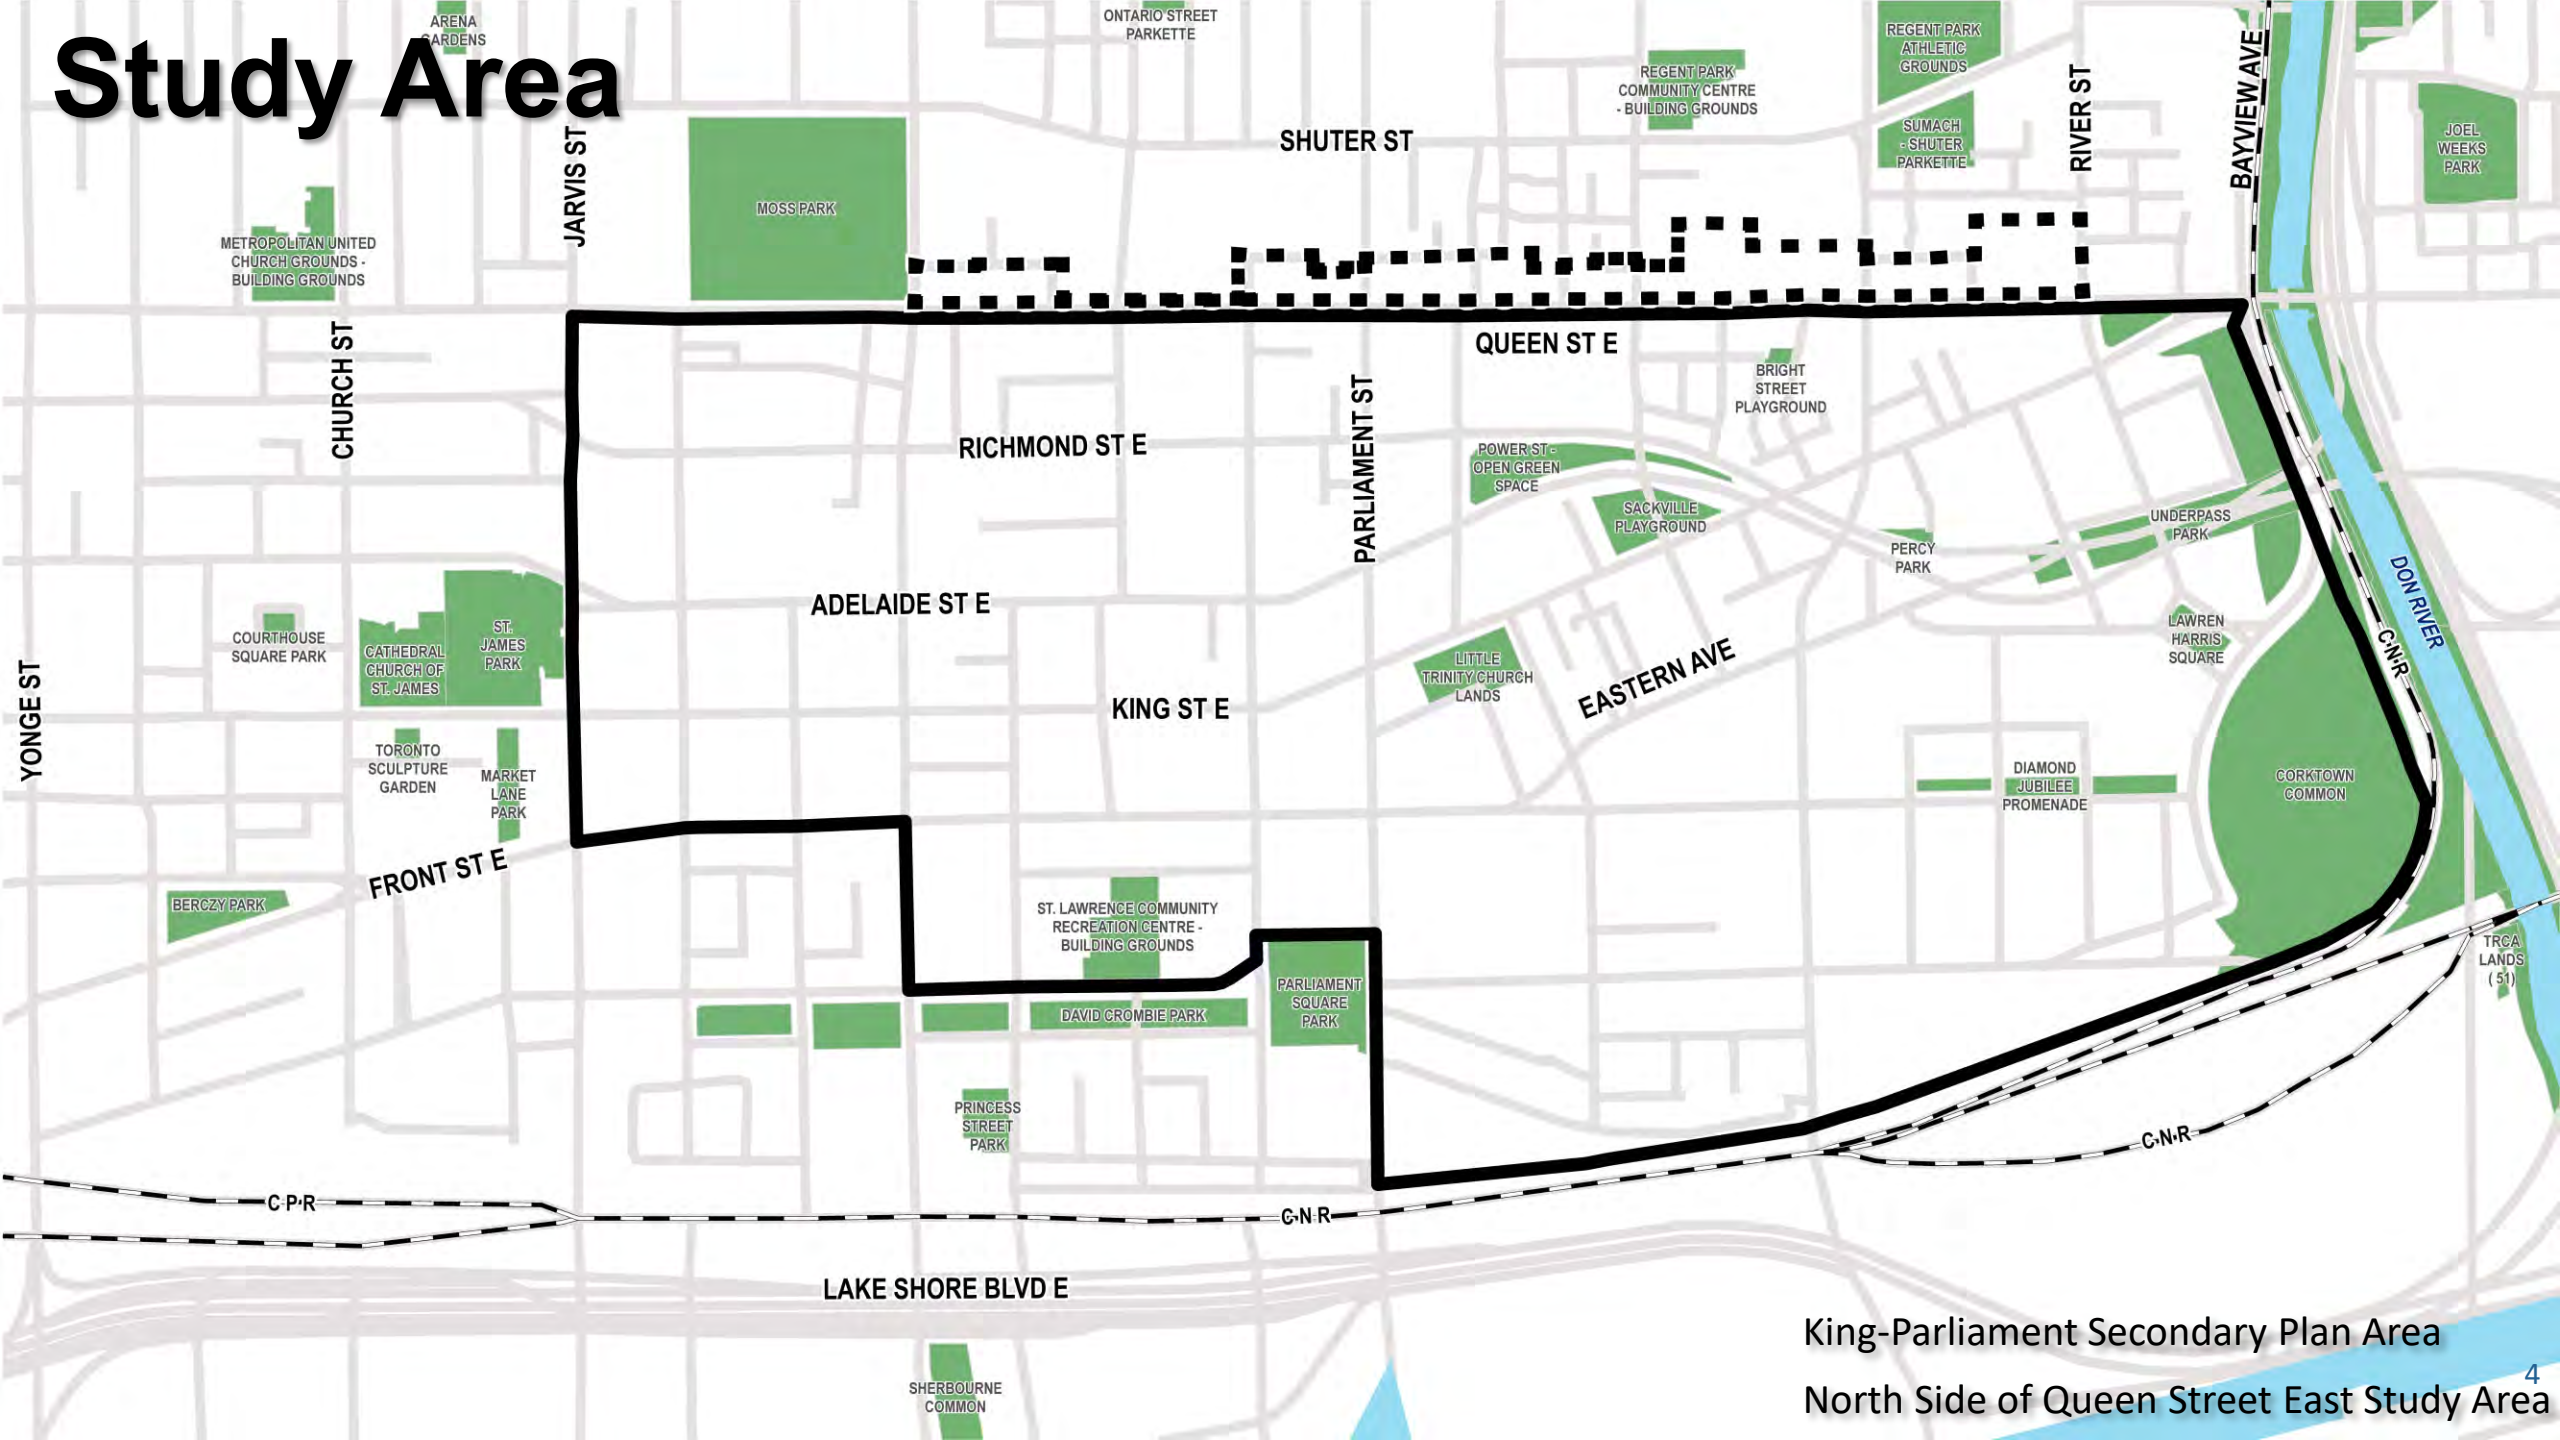 Study Area
ARENA
GARDENS
ONTARIO STREET
PARKETTE
REGENT PARK
ATHLETIC
GROUNDS
REGENT PARK
COMMUNITY CENTRE
- BUILDING GROUNDS
RIVER ST
BAYVIEW AVE
JOEL
WEEKS
PARK
SUMACH
- SHUTER
PARKETTE
SHUTER ST
JARVIS ST
MOSS PARK
METROPOLITAN UNITED
CHURCH GROUNDS -
BUILDING GROUNDS
CHURCH ST
QUEEN ST E
BRIGHT
STREET
PLAYGROUND
PARLIAMENT ST
RICHMOND ST E
POWER ST -
OPEN GREEN
SPACE
SACKVILLE
PLAYGROUND
UNDERPASS
PARK
PERCY
PARK
DON RIVER
ADELAIDE ST E
COURTHOUSE
SQUARE PARK
CATHEDRAL
CHURCH OF
ST. JAMES
ST.
JAMES
PARK
LAWREN
HARRIS
SQUARE
C-N-R
LITTLE
TRINITY CHURCH
LANDS
EASTERN AVE
YONGE ST
KING ST E
TORONTO
SCULPTURE
GARDEN
MARKET
LANE
PARK
DIAMOND
JUBILEE
PROMENADE
CORKTOWN
COMMON
FRONT ST E
BERCZY PARK
ST. LAWRENCE COMMUNITY
RECREATION CENTRE -
BUILDING GROUNDS
TRCA
LANDS
( 51)
PARLIAMENT
SQUARE
PARK
DAVID CROMBIE PARK
PRINCESS
STREET
PARK
C-N-R
C P-R
C-N R
LAKE SHORE BLVD E
SHERBOURNE
COMMON
King-Parliament Secondary Plan Area
4
North Side of Queen Street East Study Area